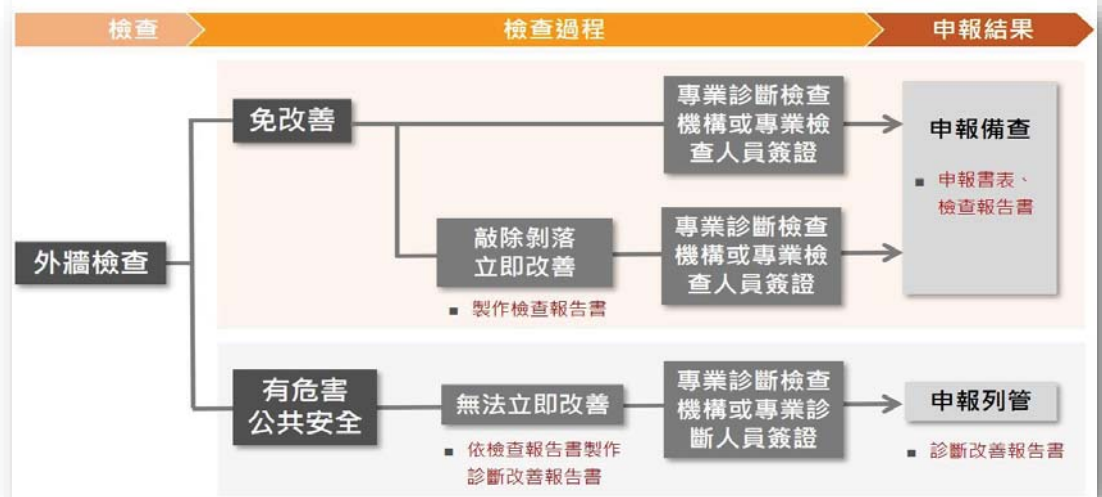 檢查
檢查過程
申報結果
免改善
專業診斷檢查
機構或專業檢
查人員簽證
申報備查
■ 申報書表、
檢查報告書
外牆檢查
敲除剝落
立即改善
■ 製作檢查報告書
專業診斷檢查
機構或專業檢
查人員簽證
有危害
公共安全
無法立即改善
■ 依檢查報告書製作
診斷改善報告書
專業診斷檢查
機構或專業診
斷人員簽證
申報列管
■ 診斷改善報告書